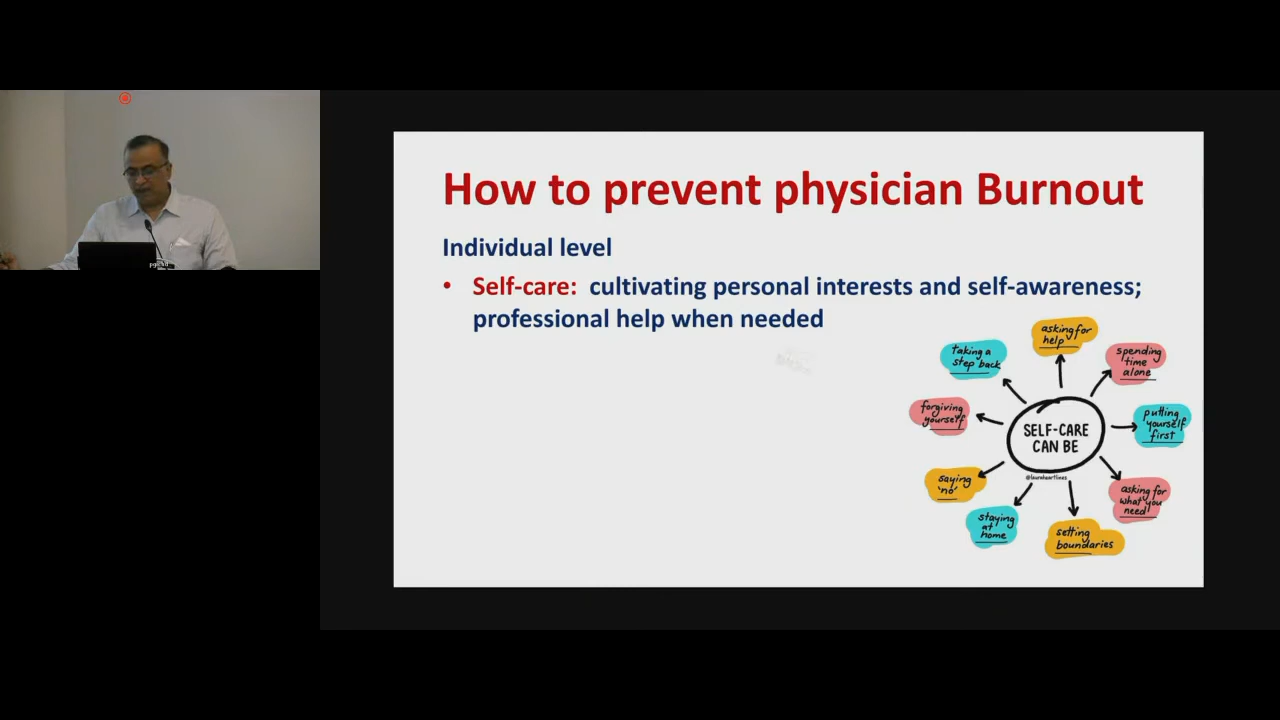 How to prevent physician Burnout
Individual level
• Self-care: cultivating personal interests and self-awareness;
professional help when needed
asking for
help
taking a
step back
spending
time
alone
forgiving
yourself
putting
yourself
first
SELF-CARE
CAN BE
saying
'no'
asking for
what you
need
staying
at
home
setting
boundaries